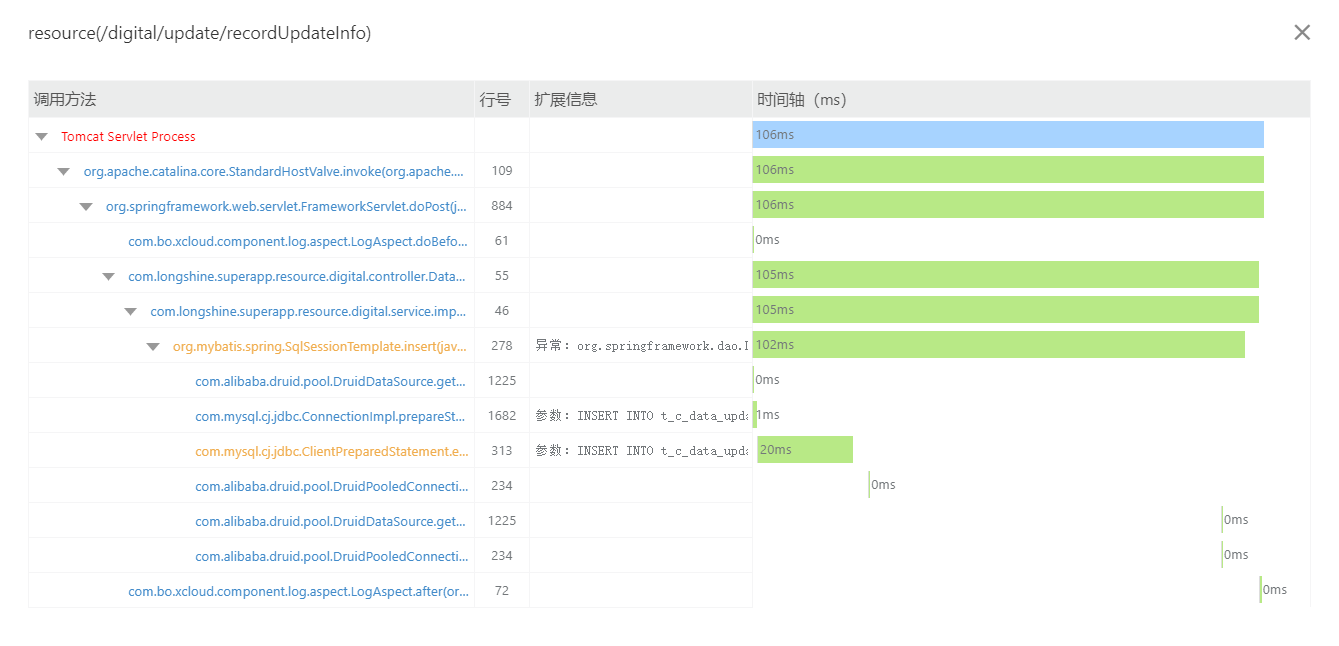 resource(/digital/update/recordUpdateInfo)
调用方法 行号 扩展信息 时间轴（ms）
Tomcat Servlet Process 106ms
org.apache.catalina.core.StandardHostValve.invoke(org.apache.... 109 106ms
org.springframework.web.servlet.FrameworkServlet.doPost(j... 884 106ms
com.bo.xcloud.component.log.aspect.LogAspect.doBefo... 61 0ms
com.longshine.superapp.resource.digital.controller.Data... 55 105ms
com.longshine.superapp.resource.digital.service.imp... 46 105ms
org.mybatis.spring.SqlSessionTemplate.insert(jav... 278 异常: org.springframework.dao. 102ms
com.alibaba.druid.pool.DruidDataSource.get... 1225 0ms
com.mysql.cj.jdbc.ConnectionImpl.prepareSt... 1682 参数: INSERT INTO t_c_data_upda 1ms
com.mysql.cj.jdbc.ClientPreparedStatement.e... 313 参数: INSERT INTO t_c_data_upda 20ms
com.alibaba.druid.pool.DruidPooledConnecti... 234 0ms
com.alibaba.druid.pool.DruidDataSource.get... 1225 0ms
com.alibaba.druid.pool.DruidPooledConnecti... 234 0ms
com.bo.xcloud.component.log.aspect.LogAspect.after(or... 72 0ms